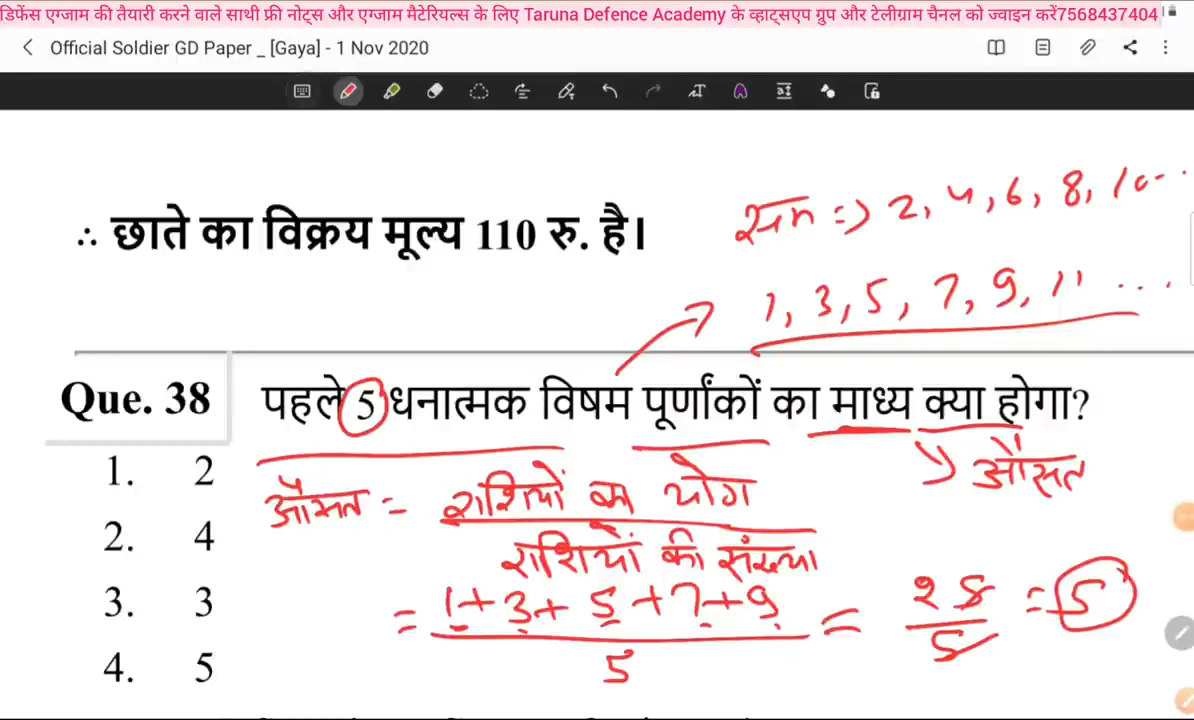 डिफेंस एग्जाम की तैयारी करने वाले साथी फ्री नोट्स और एग्जाम मैटेरियल्स के लिए Taruna Defence Academy के व्हाट्सएप ग्रुप और टेलीग्राम चैनल को ज्वाइन करें7568437404
Official Soldier GD Paper _ [Gaya] - 1 Nov 2020
सम => 2, 4, 6, 8, 10--
∴ छाते का विक्रय मूल्य 110 रु. है।
1, 3, 5, 7, 9, 11 ...
Que. 38 पहले 5 धनात्मक विषम पूर्णांकों का माध्य क्या होगा?
औसत
1. 2
औसत = राशियों का योग
राशियों की संख्या
2. 4
= 1+3+5+7+9 = 25 = 5
5 5
3. 3
4. 5